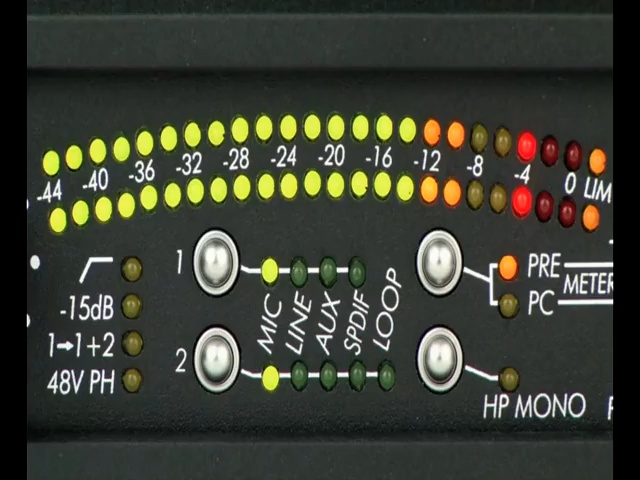 -44 -40 -36 -32 -28 -24 -20 -16 -12 -8 -4 0 LIM
1
MIC LINE AUX SPDIF LOOP
2
-15dB
1→1+2
48V PH
PRE
METER
PC
HP MONO